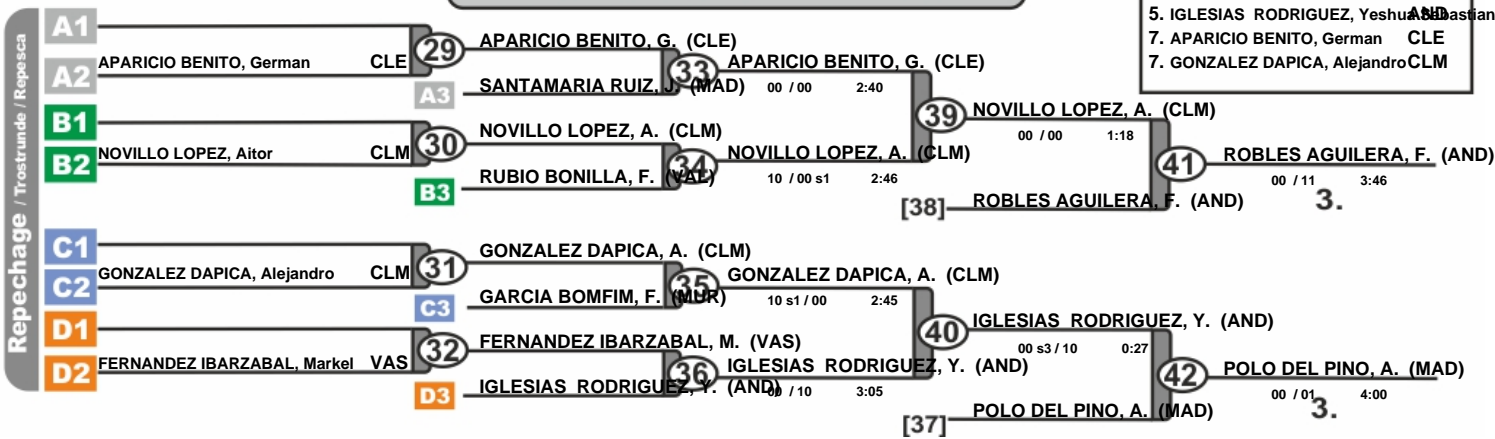 5. IGLESIAS RODRIGUEZ, Yeshua Sebastian AND
7. APARICIO BENITO, German CLE
7. GONZALEZ DAPICA, Alejandro CLM
Repechage / Trostrunde / Repesca
A1
A2 APARICIO BENITO, German CLE
29
APARICIO BENITO, G. (CLE)
A3 SANTAMARIA RUIZ, J. (MAD)
33
APARICIO BENITO, G. (CLE)
00 / 00 2:40
B1
B2 NOVILLO LOPEZ, Aitor CLM
30
NOVILLO LOPEZ, A. (CLM)
B3 RUBIO BONILLA, F. (VAL)
34
NOVILLO LOPEZ, A. (CLM)
10 / 00 s1 2:46
39
NOVILLO LOPEZ, A. (CLM)
00 / 00 1:18
[38] ROBLES AGUILERA, F. (AND)
41
ROBLES AGUILERA, F. (AND)
00 / 11 3:46
3.
C1
C2 GONZALEZ DAPICA, Alejandro CLM
31
GONZALEZ DAPICA, A. (CLM)
C3 GARCIA BOMFIM, F. (MUR)
35
GONZALEZ DAPICA, A. (CLM)
10 s1 / 00 2:45
D1
D2 FERNANDEZ IBARZABAL, Markel VAS
32
FERNANDEZ IBARZABAL, M. (VAS)
D3 IGLESIAS RODRIGUEZ, Y. (AND)
36
IGLESIAS RODRIGUEZ, Y. (AND)
00 / 10 3:05
40
IGLESIAS RODRIGUEZ, Y. (AND)
00 s3 / 10 0:27
[37] POLO DEL PINO, A. (MAD)
42
POLO DEL PINO, A. (MAD)
00 / 01 4:00
3.